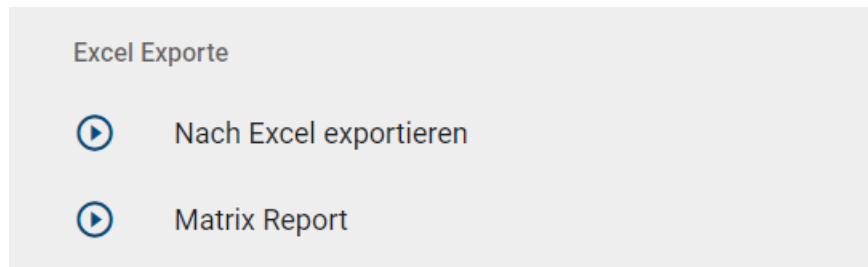 Excel Exporte
Nach Excel exportieren
Matrix Report